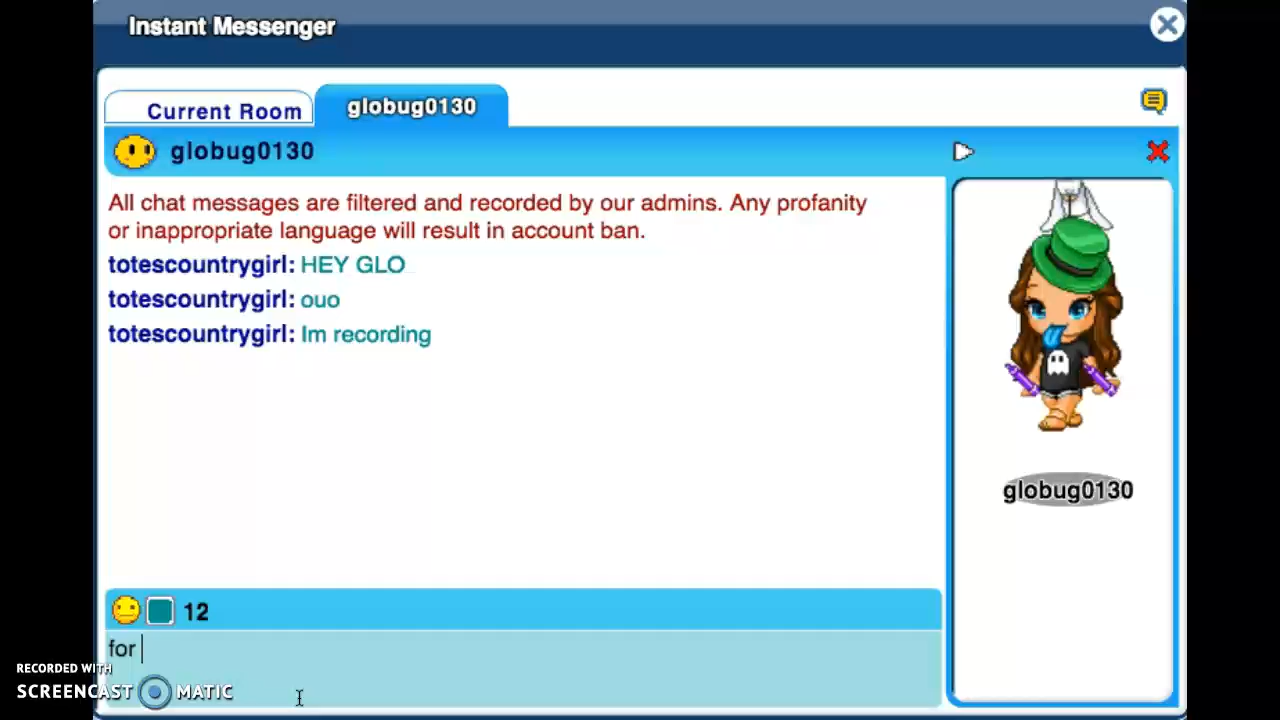 Instant Messenger
Current Room
globug0130
globug0130
All chat messages are filtered and recorded by our admins. Any profanity
or inappropriate language will result in account ban.
totescountrygirl: HEY GLO
totescountrygirl: ouo
totescountrygirl: Im recording
globug0130
12
for
RECORDED WITH
SCREENCAST MATIC